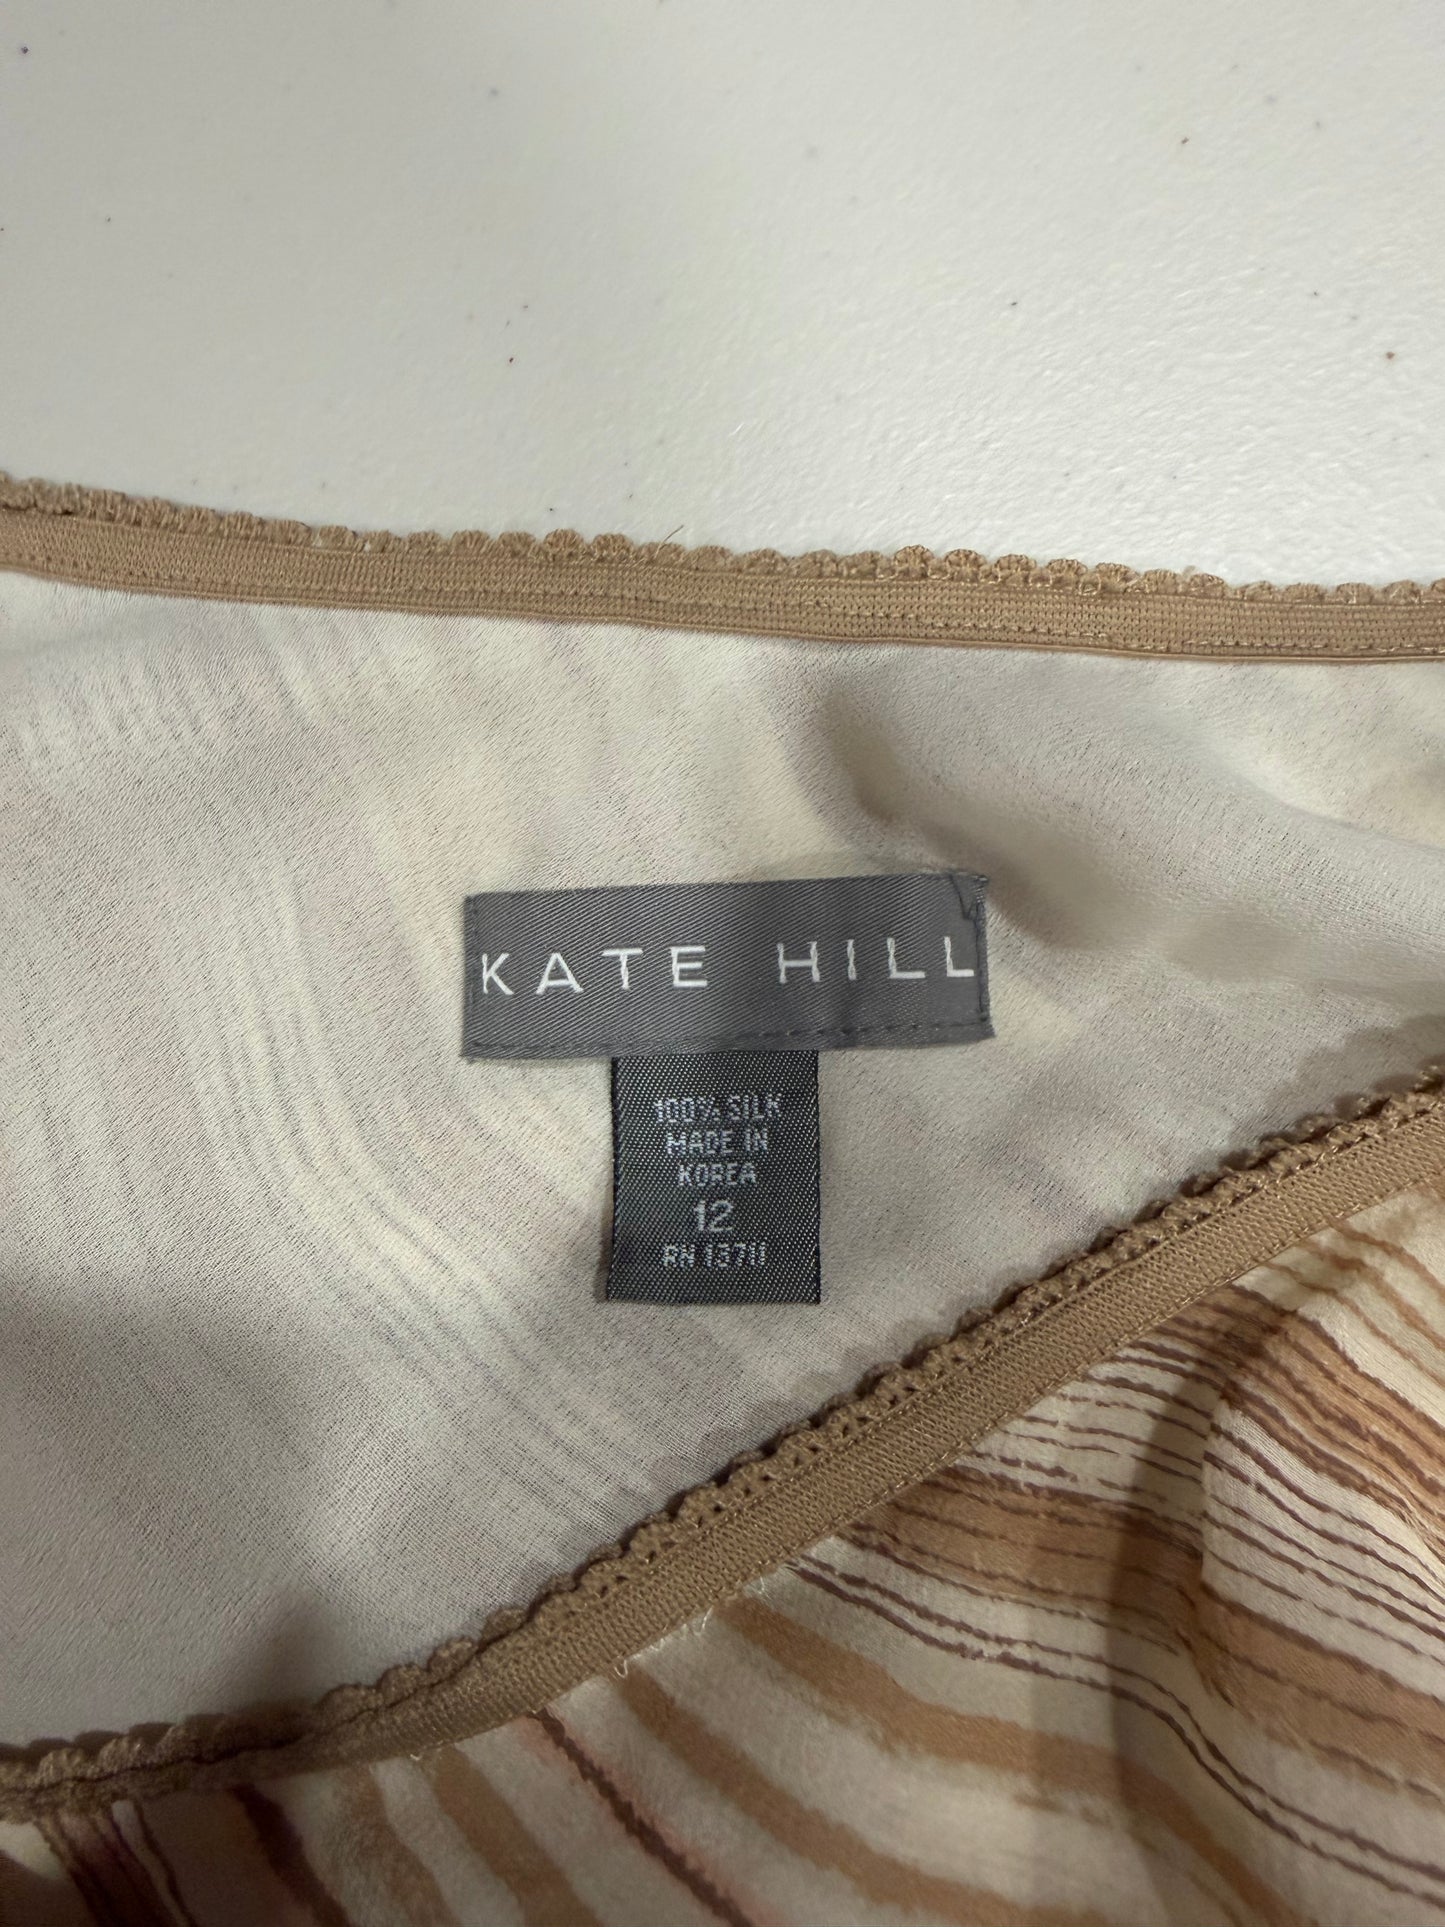 KATE HILL
100% SILK
MADE IN
KOREA
12
RN 13711